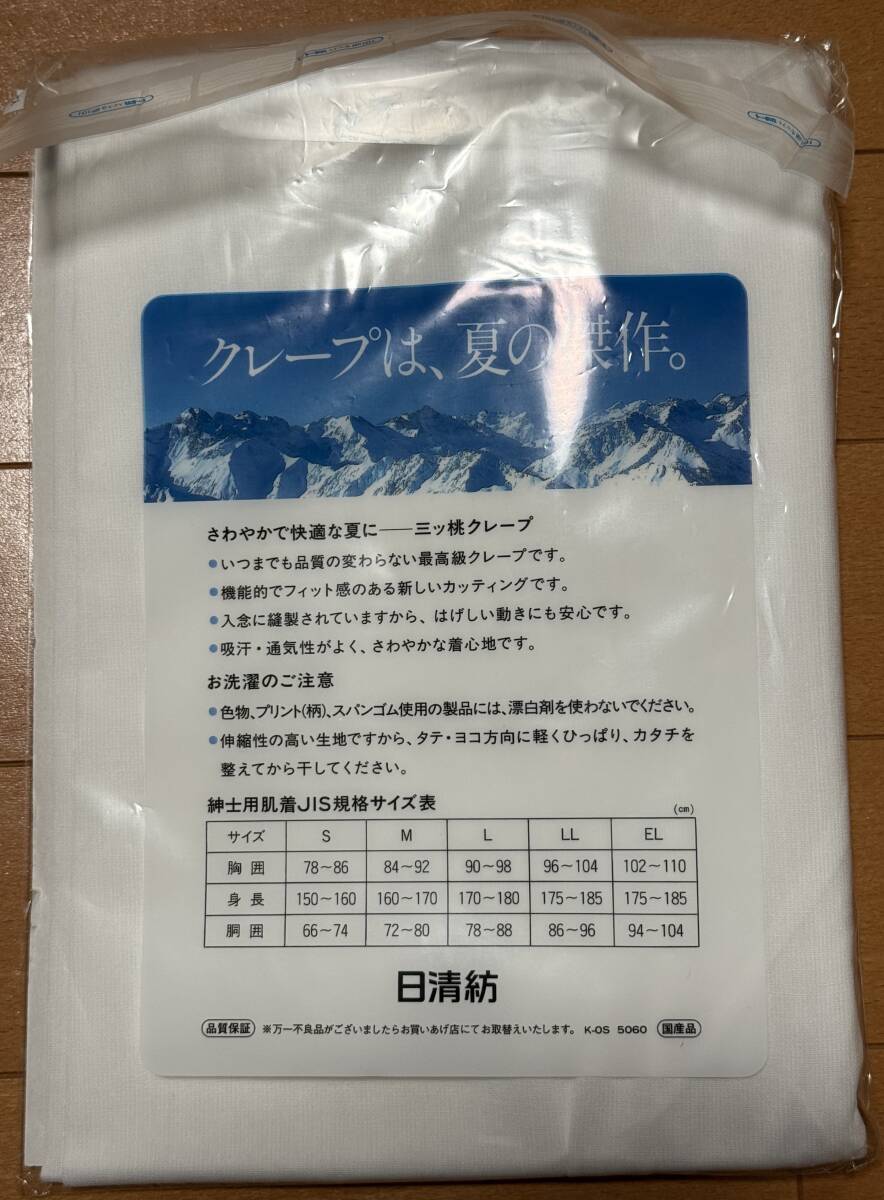 クレープは、夏の傑作。
さわやかで快適な夏に——三ッ桃クレープ
●いつまでも品質の変わらない最高級クレープです。
●機能的でフィット感のある新しいカッティングです。
●入念に縫製されていますから、はげしい動きにも安心です。
●吸汗・通気性がよく、さわやかな着心地です。
お洗濯のご注意
●色物、プリント(柄)、スパンゴム使用の製品には、漂白剤を使わないでください。
●伸縮性の高い生地ですから、タテ・ヨコ方向に軽くひっぱり、カタチを
整えてから干してください。
紳士用肌着JIS規格サイズ表 (cm)
サイズ S M L LL EL
胸囲 78～86 84～92 90～98 96～104 102～110
身長 150～160 160～170 170～180 175～185 175～185
胴囲 66～74 72～80 78～88 86～96 94～104
日清紡
品質保証 ※万一不良品がございましたらお買いあげ店にてお取替えいたします。 K-OS 5060 国産品